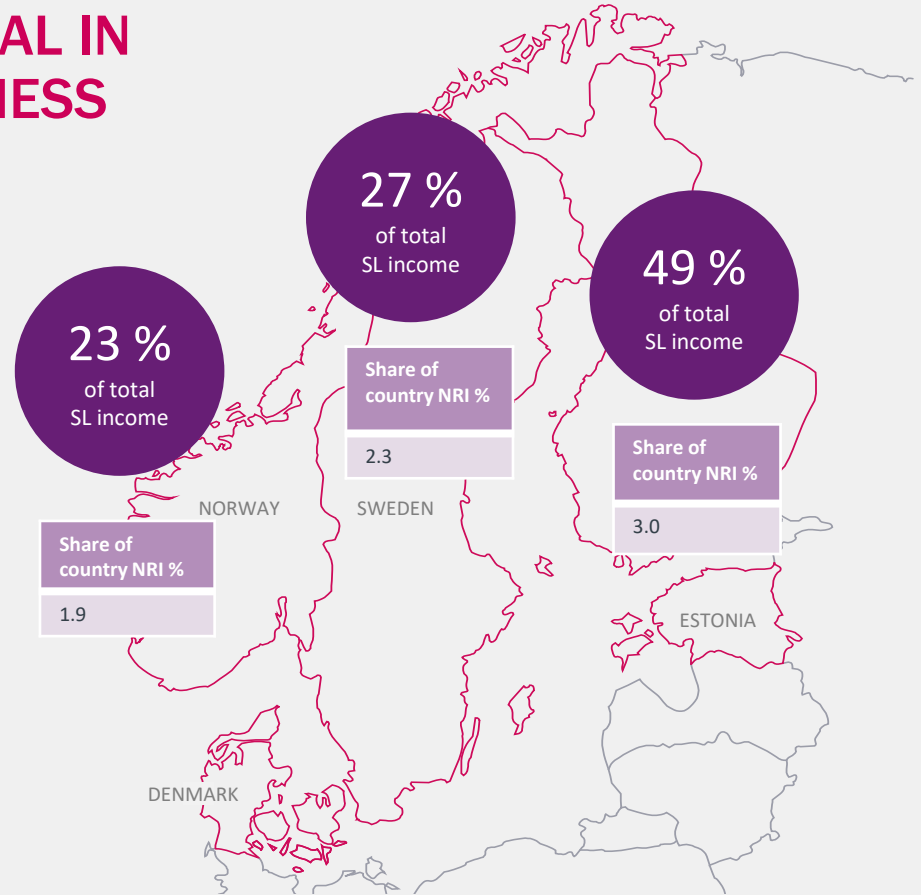 AL IN
NESS
27 %
of total
SL income
49 %
of total
SL income
23 %
of total
SL income
Share of
country NRI %
2.3
Share of
country NRI %
3.0
NORWAY
SWEDEN
Share of
country NRI %
1.9
ESTONIA
DENMARK